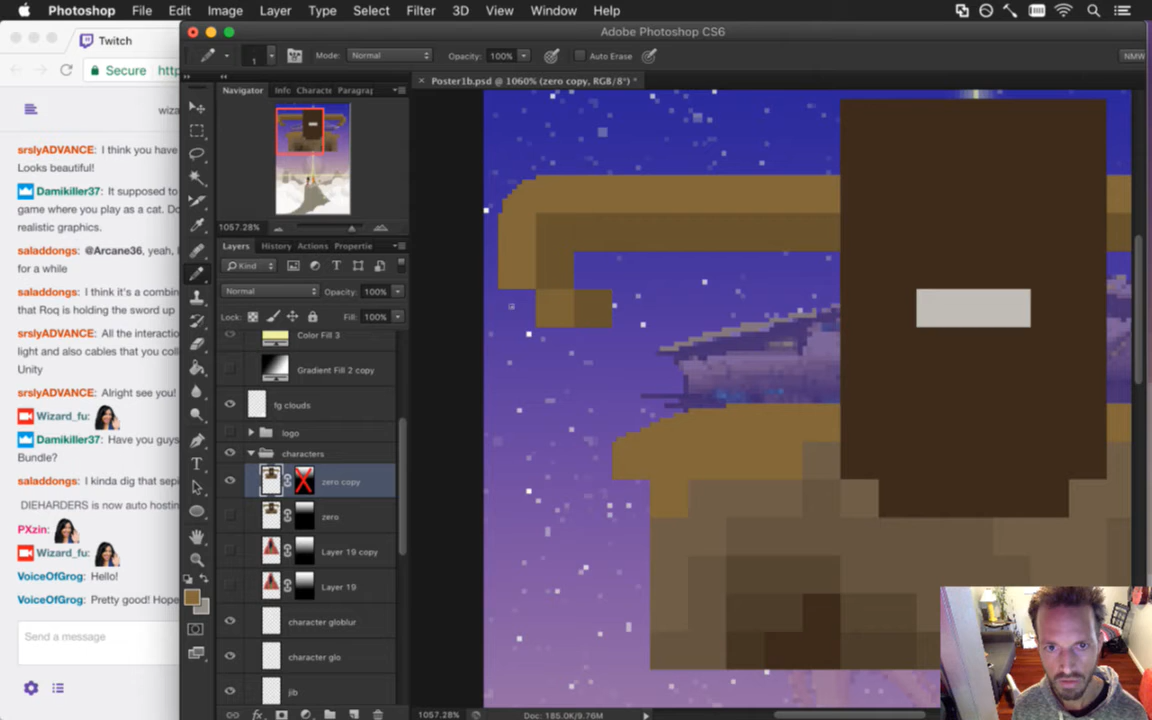 Photoshop File Edit Image Layer Type Select Filter 3D View Window Help
Twitch
Adobe Photoshop CS6
Secure
1
Mode: Normal
Opacity: 100%
Auto Erase
Poster1b.psd @ 1060% (zero copy, RGB/8*) *
Navigator Info
srslyADVANCE: I think you have
Looks beautiful!
Damikiller37: It supposed to
game where you play as a cat.
realistic graphics.
saladdongs: @Arcane36, yeah,
for a while
saladdongs: I think it's a combin
that Roq is holding the sword up
srslyADVANCE: All the interaction
light and also cables that you coll
Unity
srslyADVANCE: Alright see you!
Wizard_fu:
Damikiller37: Have you guys
Bundle?
saladdongs: I kinda dig that sepi
DIEHARDERS is now auto hosting
PXzin:
Wizard_fu:
VoiceOfGrog: Hello!
VoiceOfGrog: Pretty good! Hope
Send a message
1057.28%
Layers History Actions Propertie
Kind
Normal Opacity: 100%
Lock: Fill: 100%
Color Fill 3
Gradient Fill 2 copy
fg clouds
logo
characters
zero copy
zero
Layer 19 copy
Layer 19
character globlur
character glo
jib
1057.28% Doc: 185.0K/9.76M